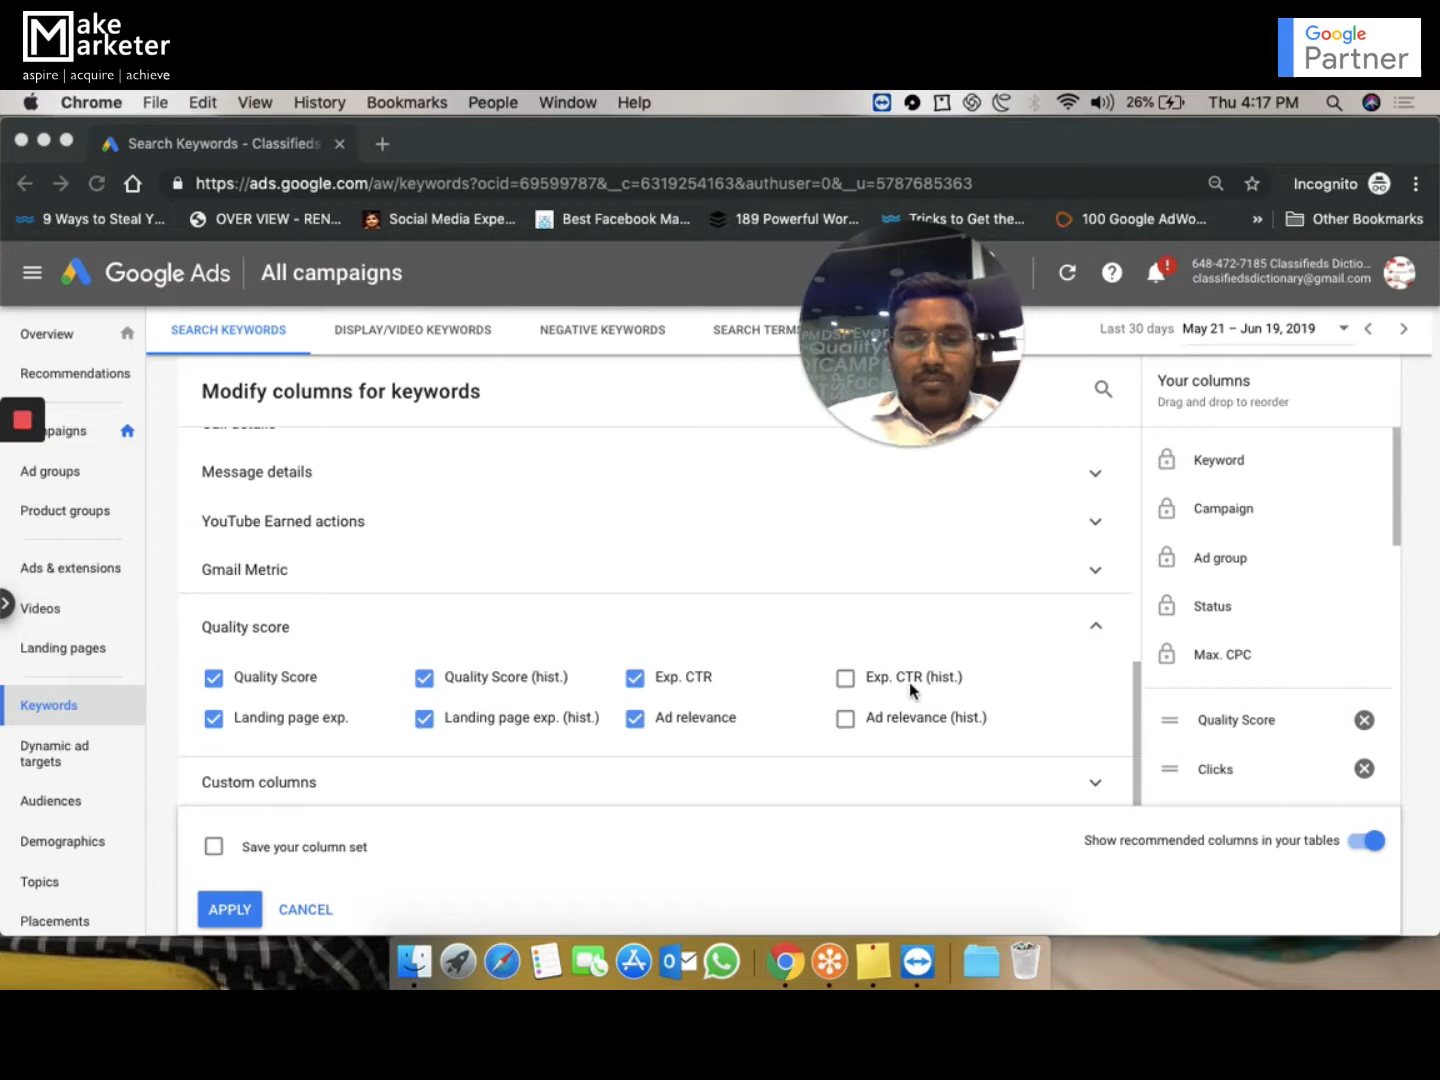 Make Marketer
aspire | acquire | achieve
Google
Partner
Chrome File Edit View History Bookmarks People Window Help
26% Thu 4:17 PM
Search Keywords - Classifieds
https://ads.google.com/aw/keywords?ocid=69599787&__c=6319254163&authuser=0&__u=5787685363
Incognito
9 Ways to Steal Y... OVER VIEW - REN... Social Media Expe... Best Facebook Ma... 189 Powerful Wor... Tricks to Get the... 100 Google AdWo... » Other Bookmarks
Google Ads All campaigns
648-472-7185 Classifieds Dictio...
classifiedsdictionary@gmail.com
SEARCH KEYWORDS DISPLAY/VIDEO KEYWORDS NEGATIVE KEYWORDS SEARCH TERMS
Last 30 days May 21 – Jun 19, 2019
Overview
Recommendations
paigns
Ad groups
Product groups
Ads & extensions
Videos
Landing pages
Keywords
Dynamic ad
targets
Audiences
Demographics
Topics
Placements
Modify columns for keywords
Message details
YouTube Earned actions
Gmail Metric
Quality score
Quality Score Quality Score (hist.) Exp. CTR Exp. CTR (hist.)
Landing page exp. Landing page exp. (hist.) Ad relevance Ad relevance (hist.)
Custom columns
Your columns
Drag and drop to reorder
Keyword
Campaign
Ad group
Status
Max. CPC
Quality Score
Clicks
Save your column set
Show recommended columns in your tables
APPLY CANCEL